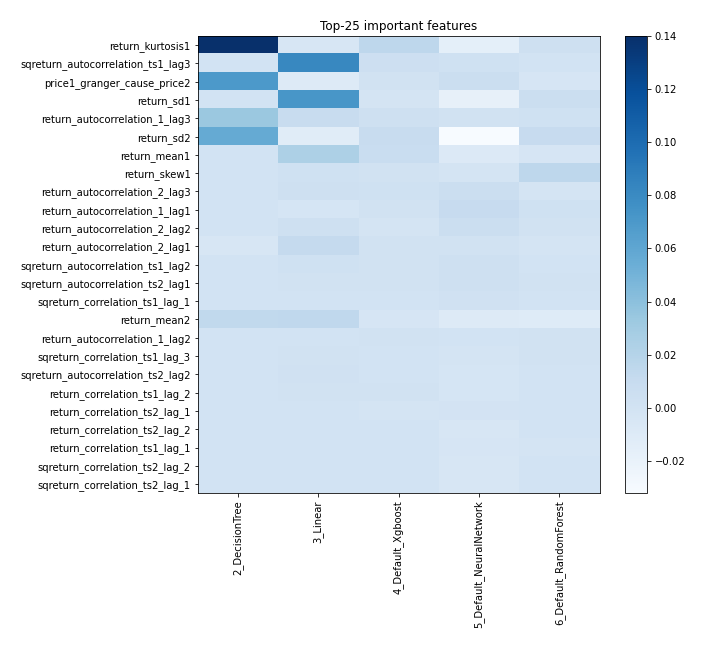 Top-25 important features
return_kurtosis1
sqreturn_autocorrelation_ts1_lag3
price1_granger_cause_price2
return_sd1
return_autocorrelation_1_lag3
return_sd2
return_mean1
return_skew1
return_autocorrelation_2_lag3
return_autocorrelation_1_lag1
return_autocorrelation_2_lag2
return_autocorrelation_2_lag1
sqreturn_autocorrelation_ts1_lag2
sqreturn_autocorrelation_ts2_lag1
sqreturn_correlation_ts1_lag_1
return_mean2
return_autocorrelation_1_lag2
sqreturn_correlation_ts1_lag_3
sqreturn_autocorrelation_ts2_lag2
return_correlation_ts1_lag_2
return_correlation_ts2_lag_1
return_correlation_ts2_lag_2
return_correlation_ts1_lag_1
sqreturn_correlation_ts2_lag_2
sqreturn_correlation_ts2_lag_1
2_DecisionTree
3_Linear
4_Default_Xgboost
5_Default_NeuralNetwork
6_Default_RandomForest
0.14
0.12
0.10
0.08
0.06
0.04
0.02
0.00
−0.02